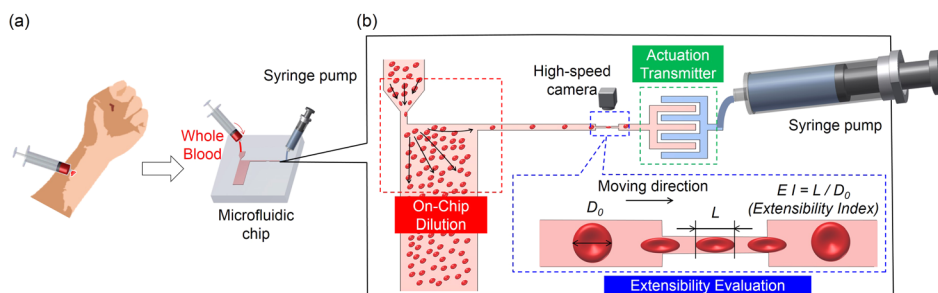 (a)
Whole
Blood
Syringe pump
Microfluidic
chip
(b)
High-speed
camera
Actuation
Transmitter
Syringe pump
On-Chip
Dilution
Moving direction
D0
L
E I = L / D0
(Extensibility Index)
Extensibility Evaluation